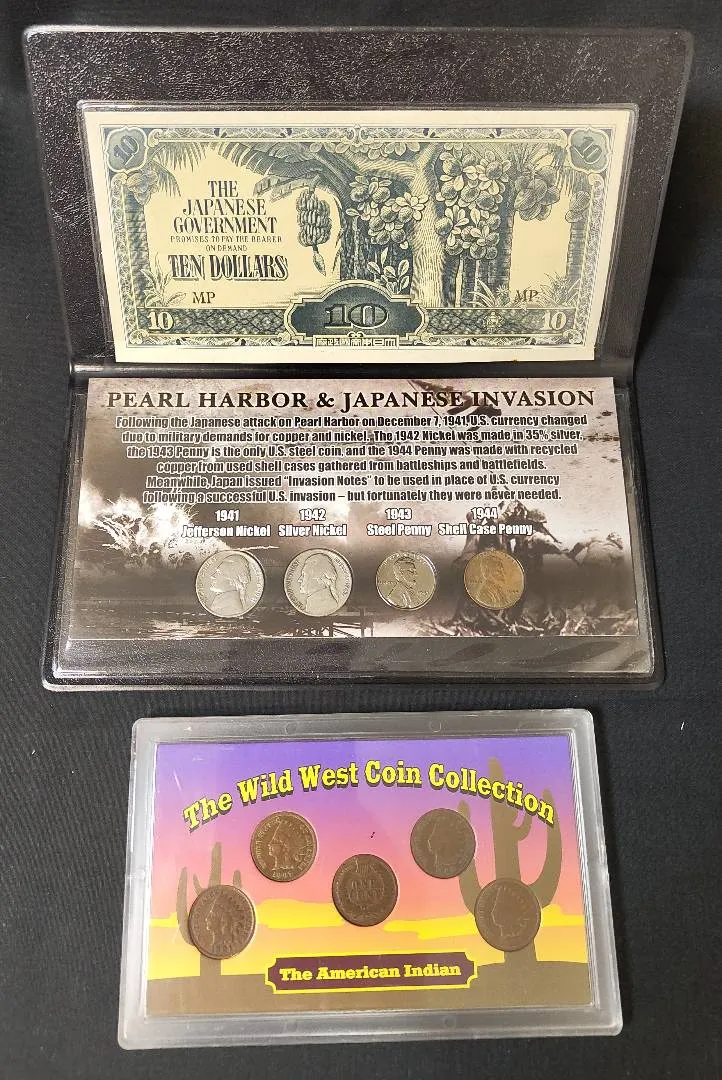 10
10
THE
JAPANESE
GOVERNMENT
PROMISES TO PAY THE BEARER
ON DEMAND
TEN DOLLARS
MP
MP
10
10
10
PEARL HARBOR & JAPANESE INVASION
Following the Japanese attack on Pearl Harbor on December 7, 1941, U.S. currency changed
due to military demands for copper and nickel. The 1942 Nickel was made in 35% silver,
the 1943 Penny is the only U.S. steel coin, and the 1944 Penny was made with recycled
copper from used shell cases gathered from battleships and battlefields.
Meanwhile, Japan issued "Invasion Notes" to be used in place of U.S. currency
following a successful U.S. invasion – but fortunately they were never needed.
1941 1942 1943 1944
Jefferson Nickel Silver Nickel Steel Penny Shell Case Penny
The Wild West Coin Collection
ONE
The American Indian